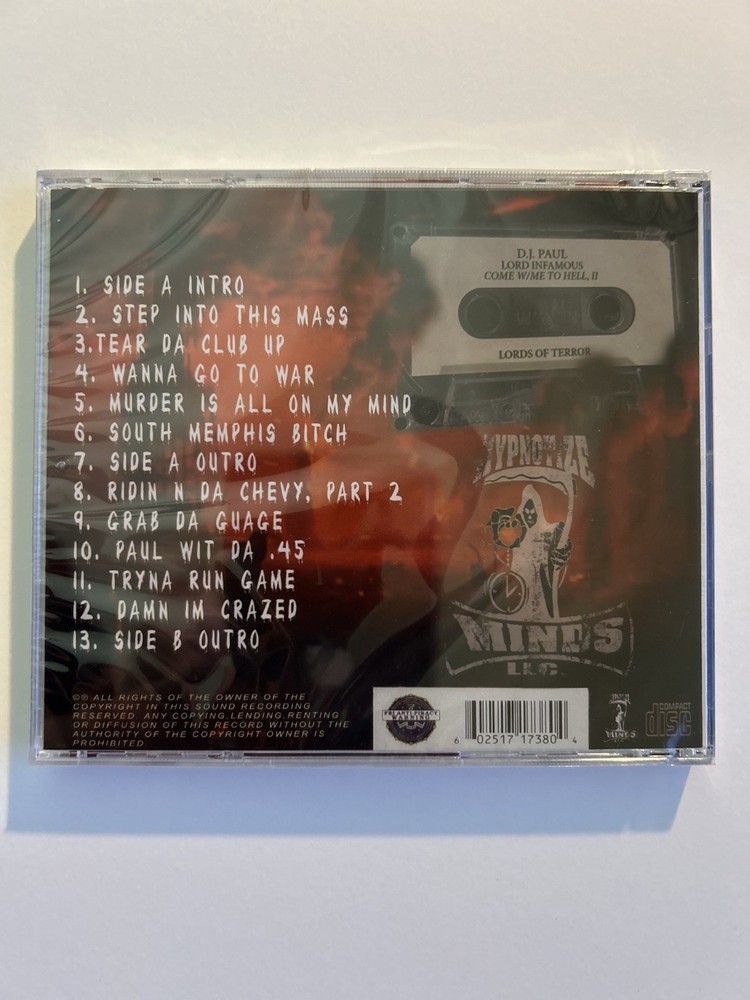 D.J. PAUL
LORD INFAMOUS
COME W/ME TO HELL, II
LORDS OF TERROR
1. SIDE A INTRO
2. STEP INTO THIS MASS
3.TEAR DA CLUB UP
4. WANNA GO TO WAR
5. MURDER IS ALL ON MY MIND
6. SOUTH MEMPHIS BITCH
7. SIDE A OUTRO
8. RIDIN N DA CHEVY, PART 2
9. GRAB DA GUAGE
10. PAUL WIT DA .45
11. TRYNA RUN GAME
12. DAMN IM CRAZED
13. SIDE B OUTRO
HYPNOTIZE
MINDS
LLC.
©℗ ALL RIGHTS OF THE OWNER OF THE
COPYRIGHT IN THIS SOUND RECORDING
RESERVED. ANY COPYING,LENDING,RENTING
OR DIFFUSION OF THIS RECORD WITHOUT THE
AUTHORITY OF THE COPYRIGHT OWNER IS
PROHIBITED
6 02517 17380 4
MINDS
COMPACT
disc